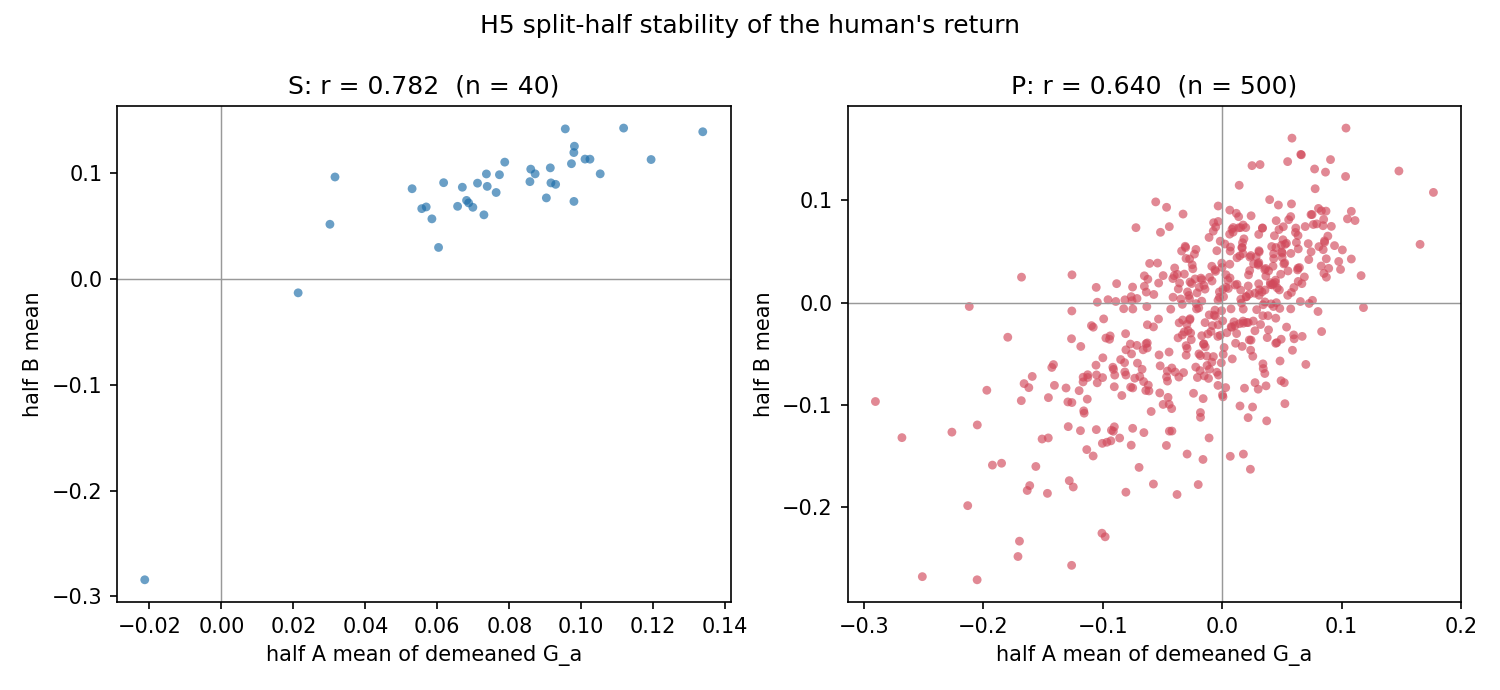 H5 split-half stability of the human's return
S: r = 0.782 (n = 40)
half B mean
0.1
0.0
−0.1
−0.2
−0.3
−0.02 0.00 0.02 0.04 0.06 0.08 0.10 0.12 0.14
half A mean of demeaned G_a
P: r = 0.640 (n = 500)
half B mean
0.1
0.0
−0.1
−0.2
−0.3 −0.2 −0.1 0.0 0.1 0.2
half A mean of demeaned G_a